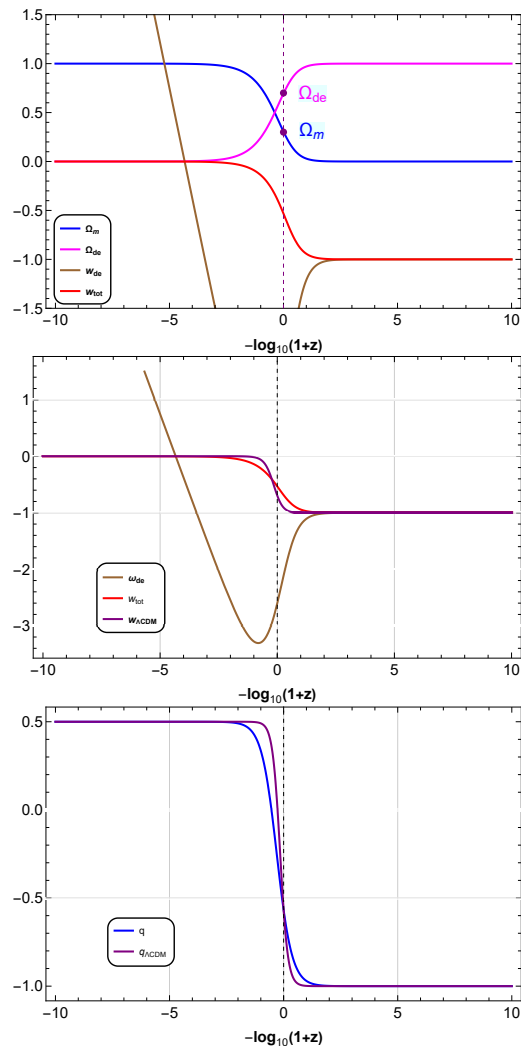 1.5
1.0
0.5
0.0
-0.5
-1.0
-1.5
Ω_de
Ω_m
Ω_m
Ω_de
w_de
w_tot
-10 -5 0 5 10
-log₁₀(1+z)
1
0
-1
-2
-3
ω_de
w_tot
w_ΛCDM
-10 -5 0 5 10
-log₁₀(1+z)
0.5
0.0
-0.5
-1.0
q
q_ΛCDM
-10 -5 0 5 10
-log₁₀(1+z)